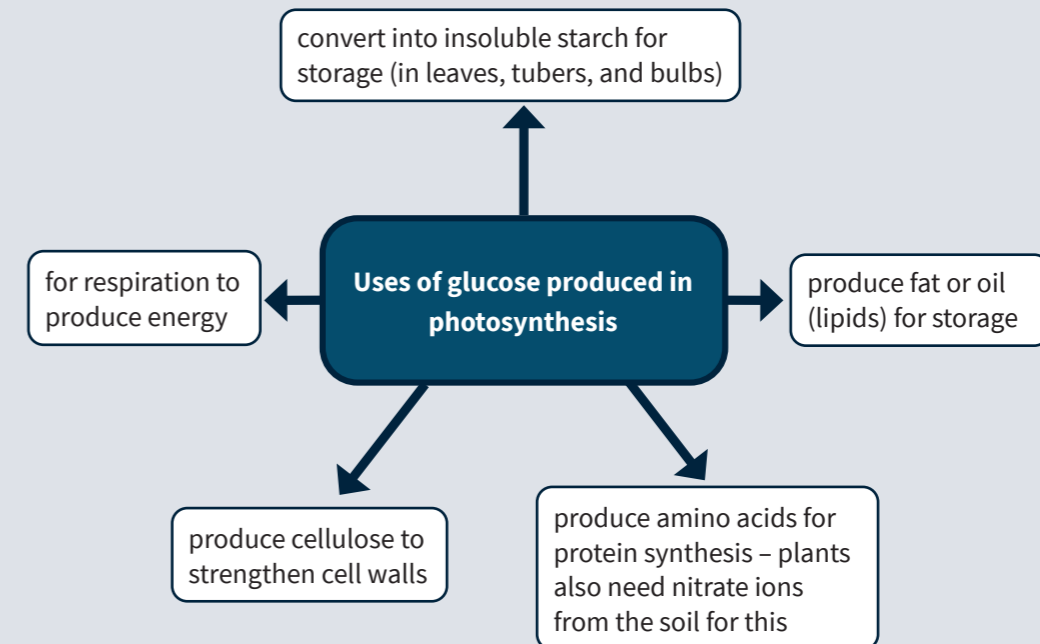 convert into insoluble starch for
storage (in leaves, tubers, and bulbs)
for respiration to
produce energy
Uses of glucose produced in
photosynthesis
produce fat or oil
(lipids) for storage
produce cellulose to
strengthen cell walls
produce amino acids for
protein synthesis – plants
also need nitrate ions
from the soil for this